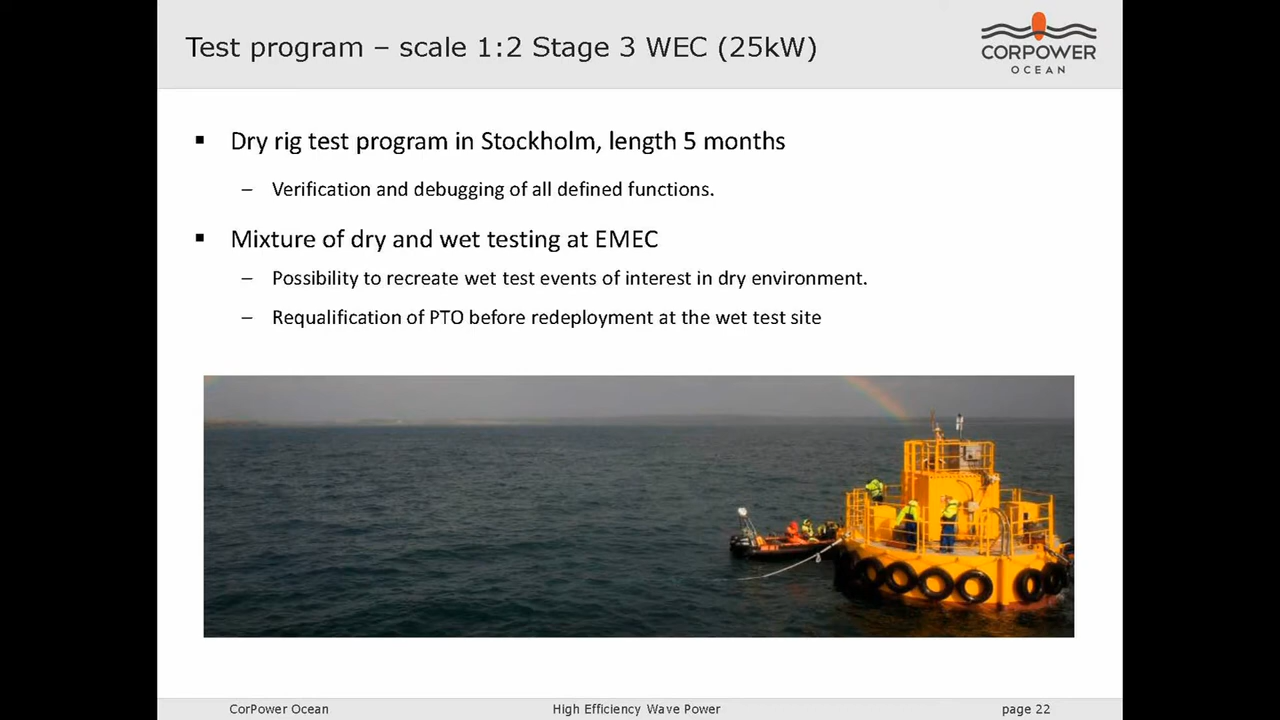 Test program – scale 1:2 Stage 3 WEC (25kW)
CORPOWER
OCEAN
▪ Dry rig test program in Stockholm, length 5 months
– Verification and debugging of all defined functions.
▪ Mixture of dry and wet testing at EMEC
– Possibility to recreate wet test events of interest in dry environment.
– Requalification of PTO before redeployment at the wet test site
CorPower Ocean
High Efficiency Wave Power
page 22